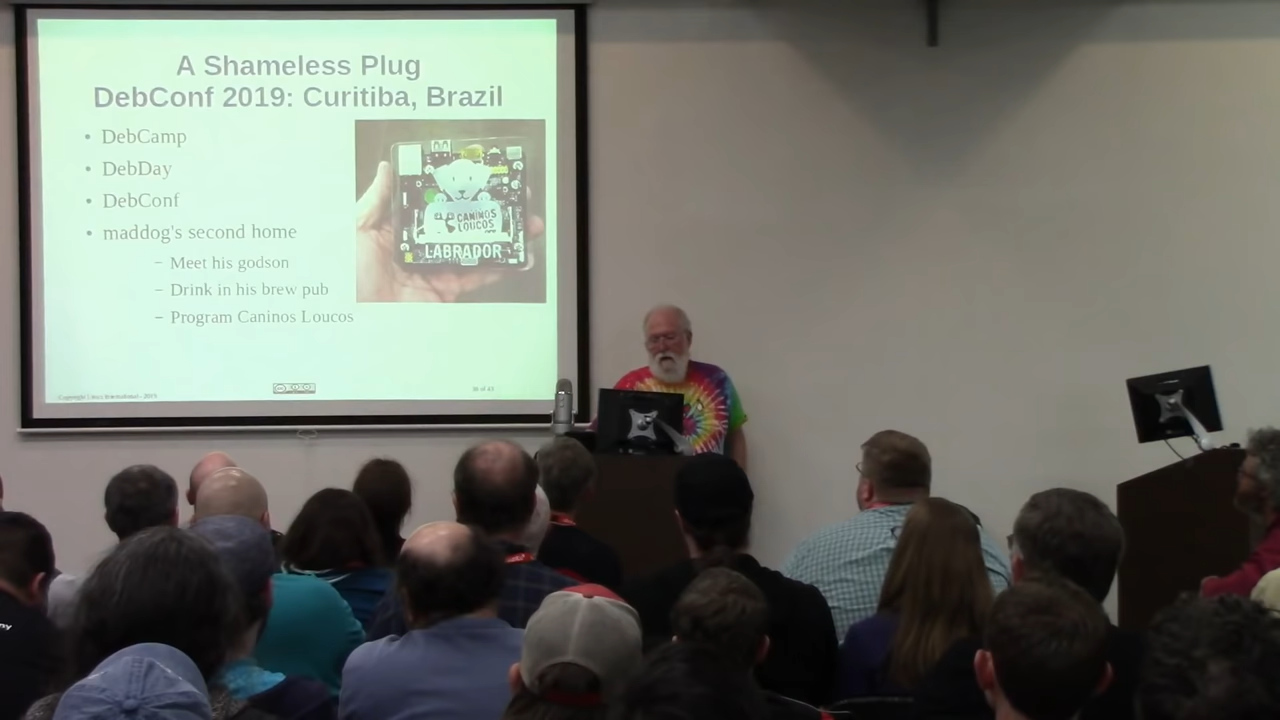 A Shameless Plug
DebConf 2019: Curitiba, Brazil
• DebCamp
• DebDay
• DebConf
• maddog's second home
– Meet his godson
– Drink in his brew pub
– Program Caninos Loucos
CANINOS
LOUCOS
LABRADOR